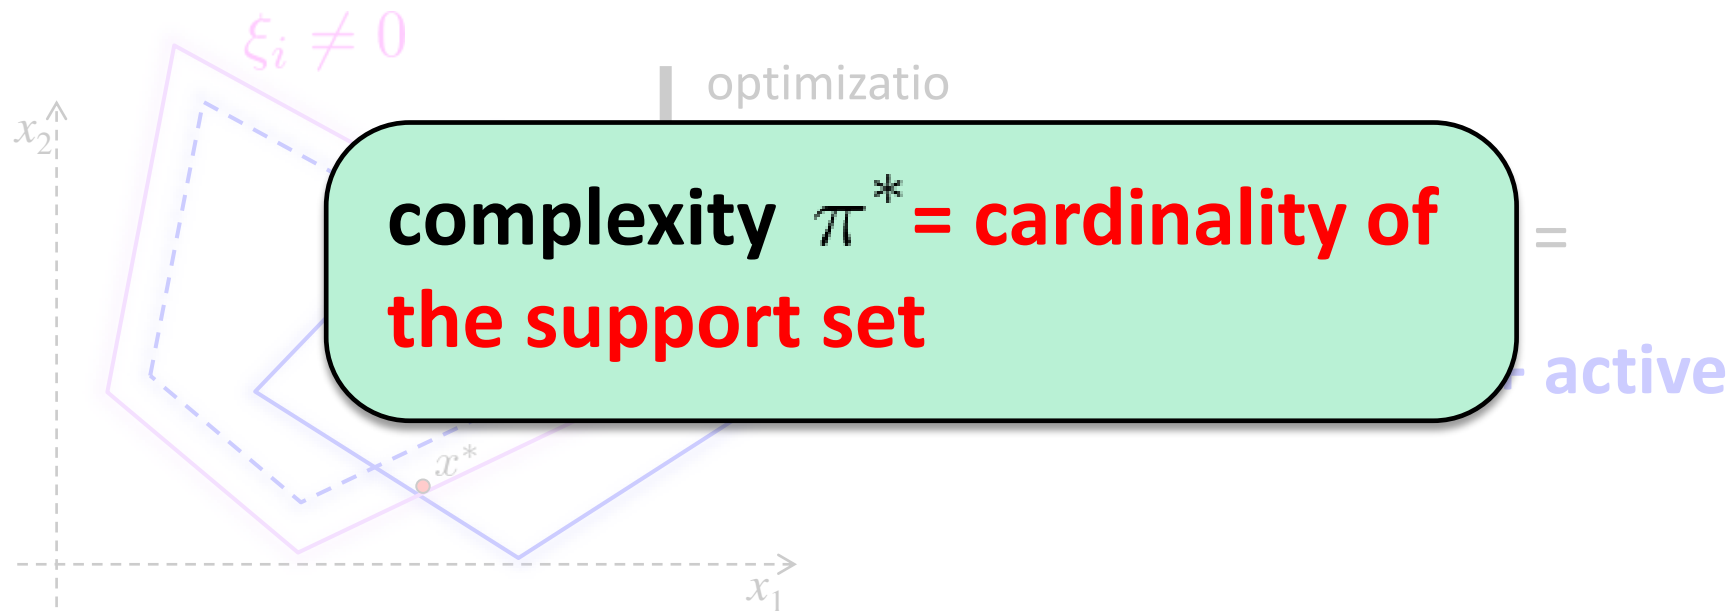 ξᵢ ≠ 0
optimizatio
x₂
complexity π* = cardinality of
the support set
=
active
x*
x₁